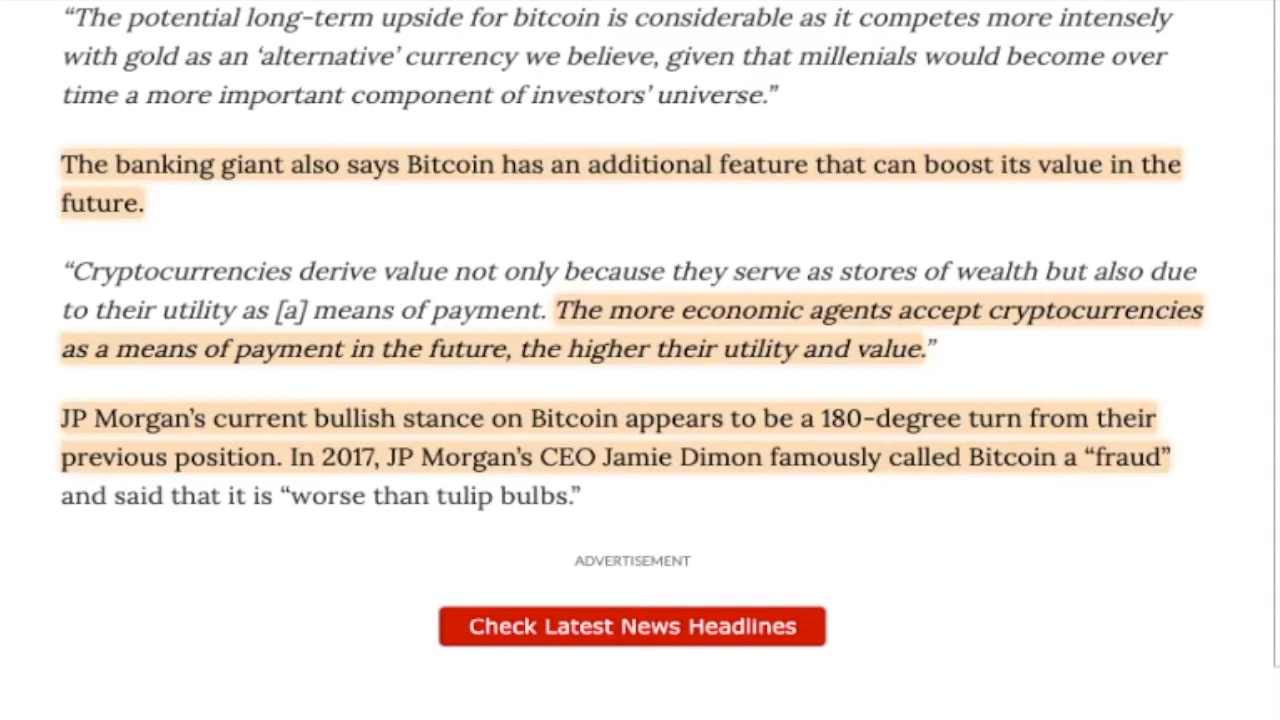 “The potential long-term upside for bitcoin is considerable as it competes more intensely
with gold as an ‘alternative’ currency we believe, given that millenials would become over
time a more important component of investors’ universe.”
The banking giant also says Bitcoin has an additional feature that can boost its value in the
future.
“Cryptocurrencies derive value not only because they serve as stores of wealth but also due
to their utility as [a] means of payment. The more economic agents accept cryptocurrencies
as a means of payment in the future, the higher their utility and value.”
JP Morgan’s current bullish stance on Bitcoin appears to be a 180-degree turn from their
previous position. In 2017, JP Morgan’s CEO Jamie Dimon famously called Bitcoin a “fraud”
and said that it is “worse than tulip bulbs.”
ADVERTISEMENT
Check Latest News Headlines